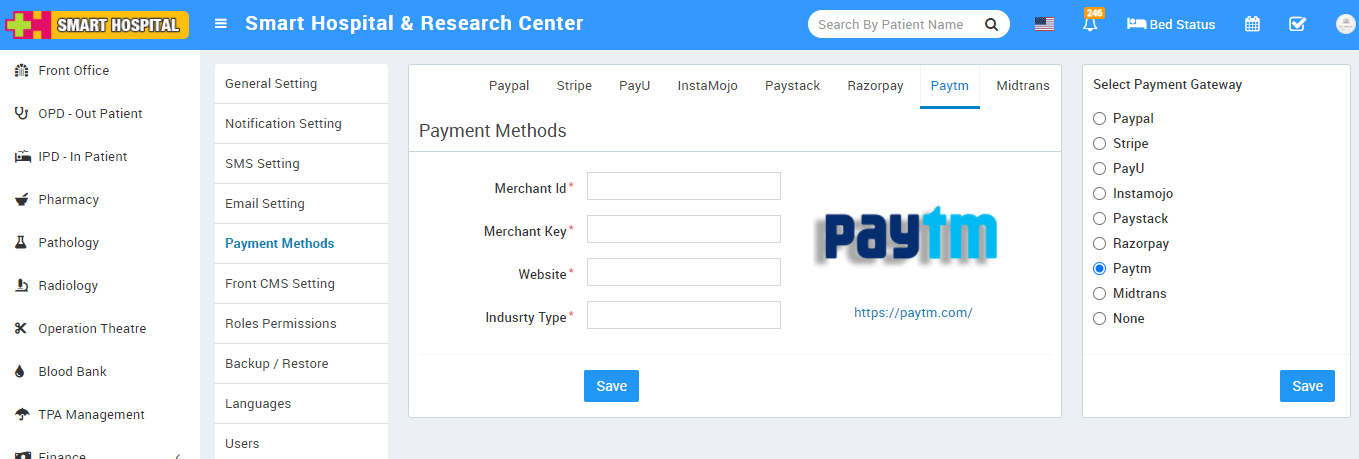 SMART HOSPITAL
Smart Hospital & Research Center
Search By Patient Name
246
Bed Status
Front Office
OPD - Out Patient
IPD - In Patient
Pharmacy
Pathology
Radiology
Operation Theatre
Blood Bank
TPA Management
Finance
General Setting
Notification Setting
SMS Setting
Email Setting
Payment Methods
Front CMS Setting
Roles Permissions
Backup / Restore
Languages
Users
Paypal Stripe PayU InstaMojo Paystack Razorpay Paytm Midtrans
Payment Methods
Merchant Id*
Merchant Key*
Website*
Indusrty Type*
paytm
https://paytm.com/
Save
Select Payment Gateway
Paypal
Stripe
PayU
Instamojo
Paystack
Razorpay
Paytm
Midtrans
None
Save